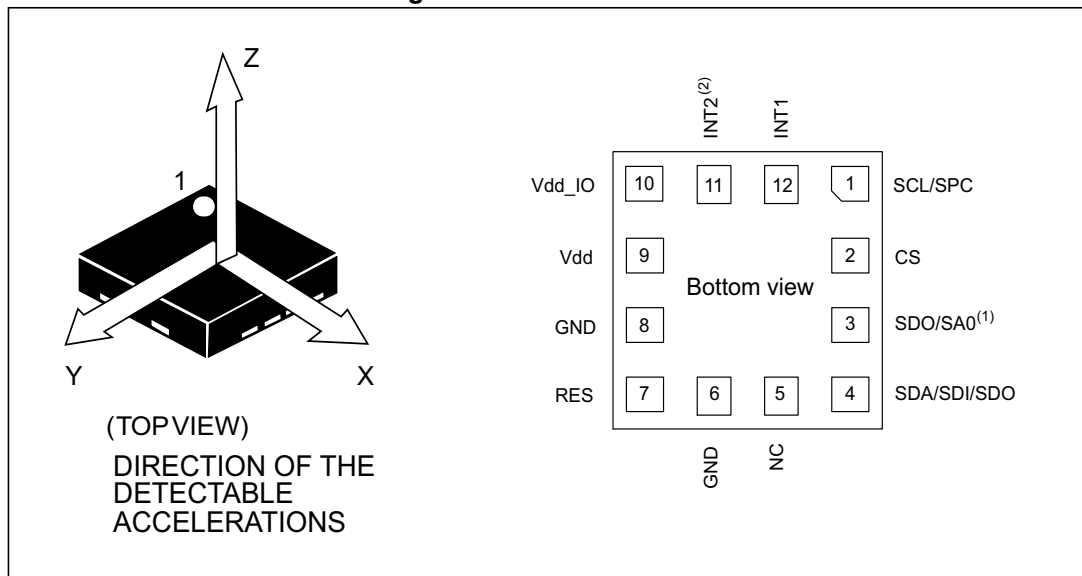 Z
1
Y
X
(TOP VIEW)
DIRECTION OF THE
DETECTABLE
ACCELERATIONS
INT2(2)
INT1
Vdd_IO 10 11 12 1 SCL/SPC
Vdd 9 2 CS
Bottom view
GND 8 3 SDO/SA0(1)
RES 7 6 5 4 SDA/SDI/SDO
GND
NC